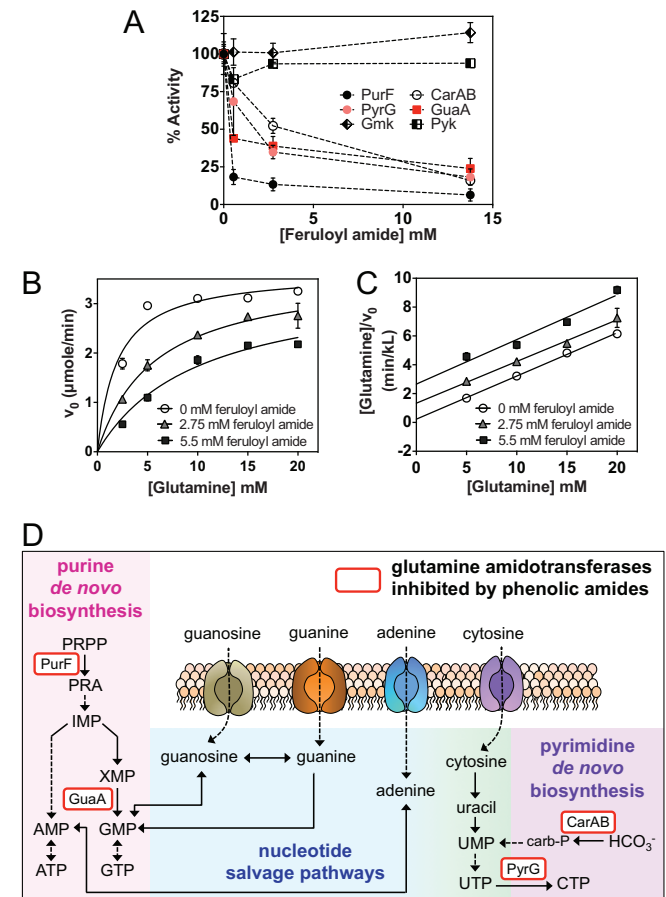 A
125
100
75
50
25
0
% Activity
PurF
CarAB
PyrG
GuaA
Gmk
Pyk
0
5
10
15
[Feruloyl amide] mM
B
3
2
1
0
v₀ (µmole/min)
0 mM feruloyl amide
2.75 mM feruloyl amide
5.5 mM feruloyl amide
0
5
10
15
20
[Glutamine] mM
C
10
8
6
4
2
0
-2
[Glutamine]/v₀
(min/kL)
0 mM feruloyl amide
2.75 mM feruloyl amide
5.5 mM feruloyl amide
0
5
10
15
20
[Glutamine] mM
D
purine
de novo
biosynthesis
glutamine amidotransferases
inhibited by phenolic amides
PRPP
PurF
PRA
IMP
XMP
GuaA
AMP
GMP
ATP
GTP
guanosine
guanine
adenine
cytosine
guanosine
guanine
adenine
cytosine
uracil
UMP
UTP
nucleotide
salvage pathways
pyrimidine
de novo
biosynthesis
CarAB
carb-P
HCO₃⁻
PyrG
CTP